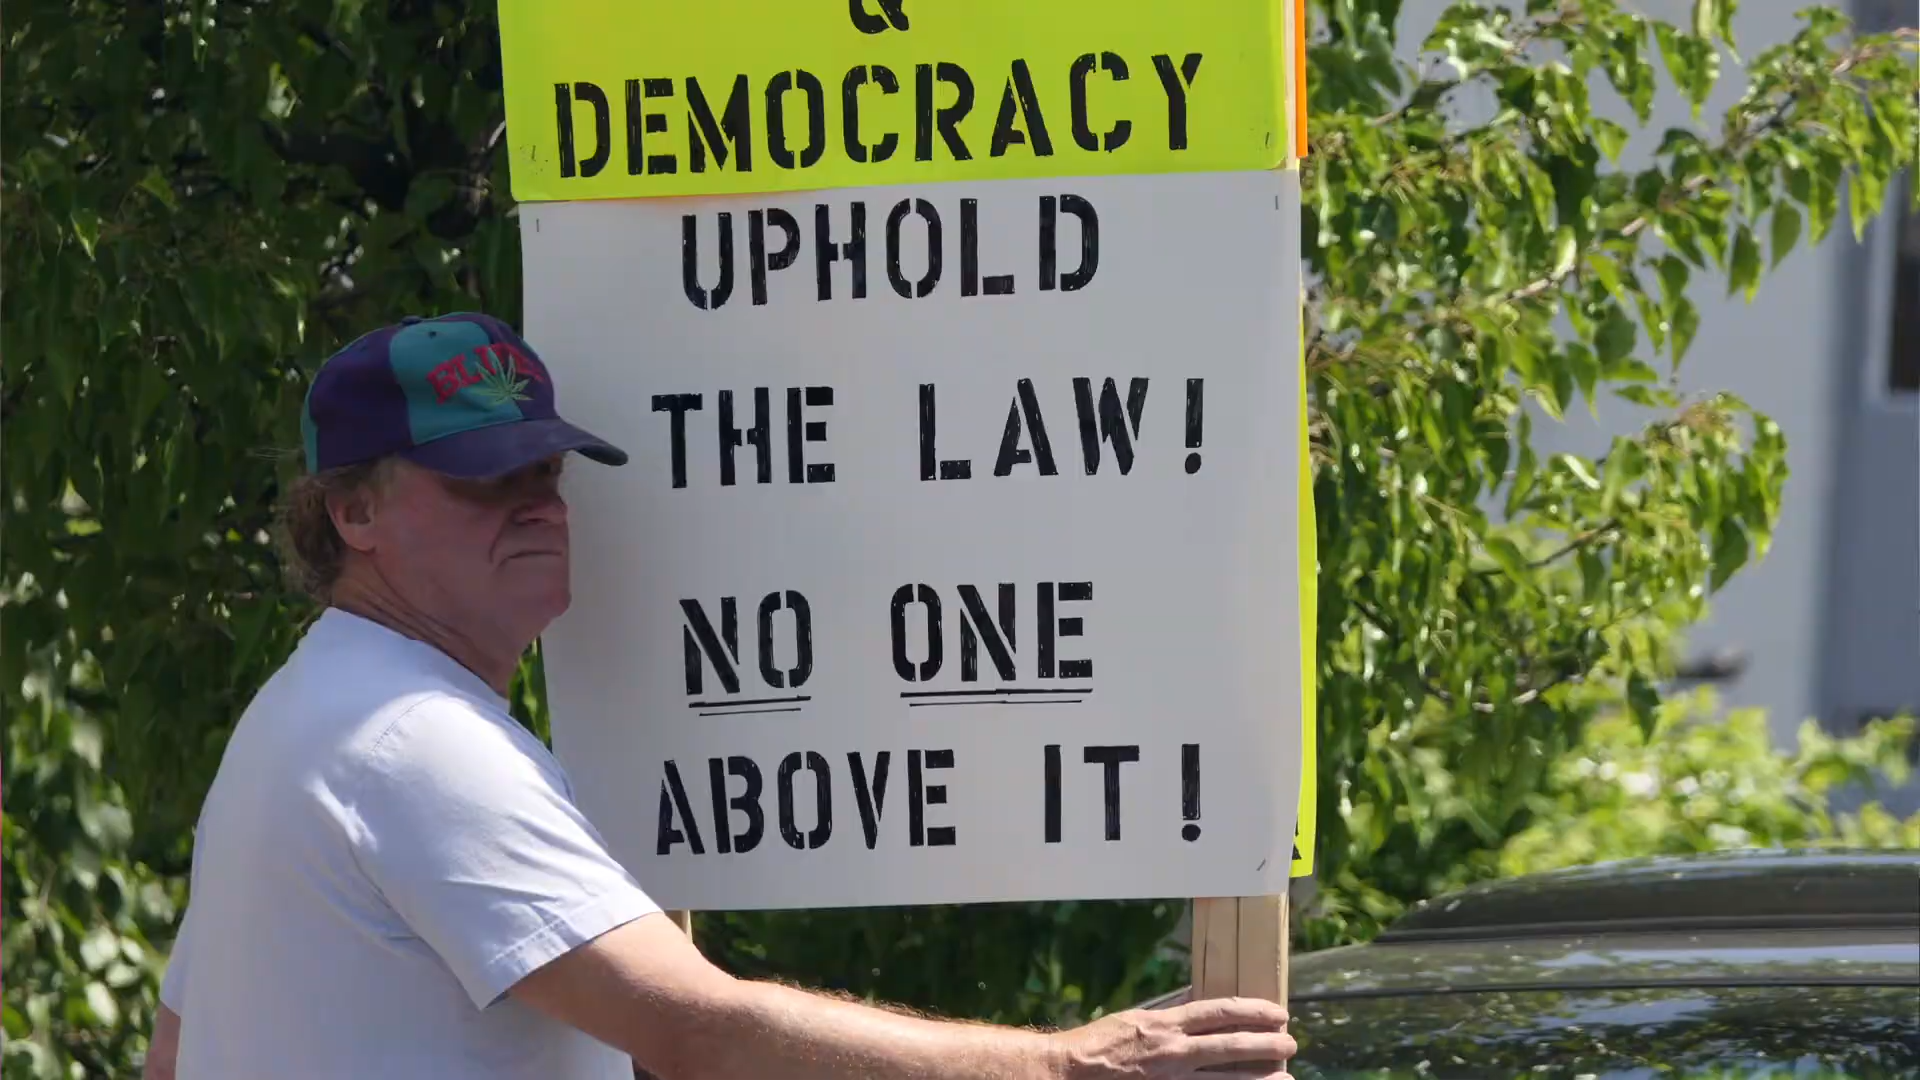 &
DEMOCRACY
UPHOLD
THE LAW!
NO ONE
ABOVE IT!